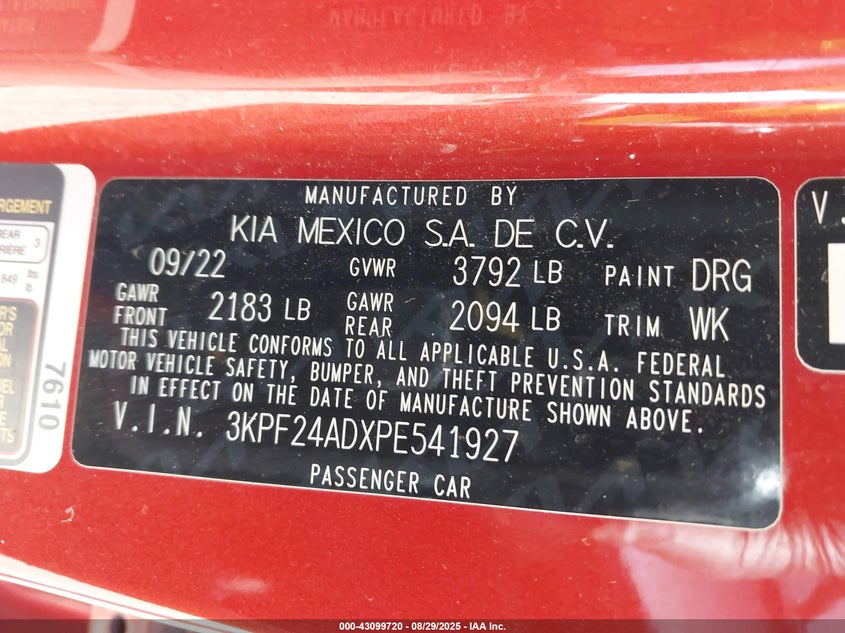 MANUFACTURED BY
KIA MEXICO S.A. DE C.V.
09/22 GVWR 3792 LB PAINT DRG
GAWR FRONT 2183 LB GAWR REAR 2094 LB TRIM WK
THIS VEHICLE CONFORMS TO ALL APPLICABLE U.S.A. FEDERAL
MOTOR VEHICLE SAFETY, BUMPER, AND THEFT PREVENTION STANDARDS
IN EFFECT ON THE DATE OF MANUFACTURE SHOWN ABOVE.
V.I.N. 3KPF24ADXPE541927
PASSENGER CAR
REAR 3
lbs
7610
V.
000-43099720 | 08/29/2025 - IAA Inc.